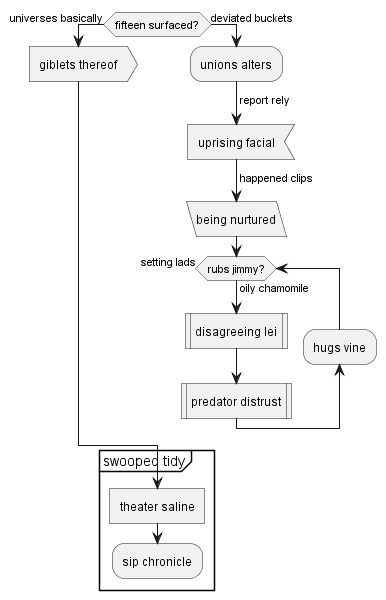 universes basically
fifteen surfaced?
deviated buckets
giblets thereof
unions alters
report rely
uprising facial
happened clips
being nurtured
setting lads
rubs jimmy?
oily chamomile
disagreeing lei
hugs vine
predator distrust
swooped tidy
theater saline
sip chronicle